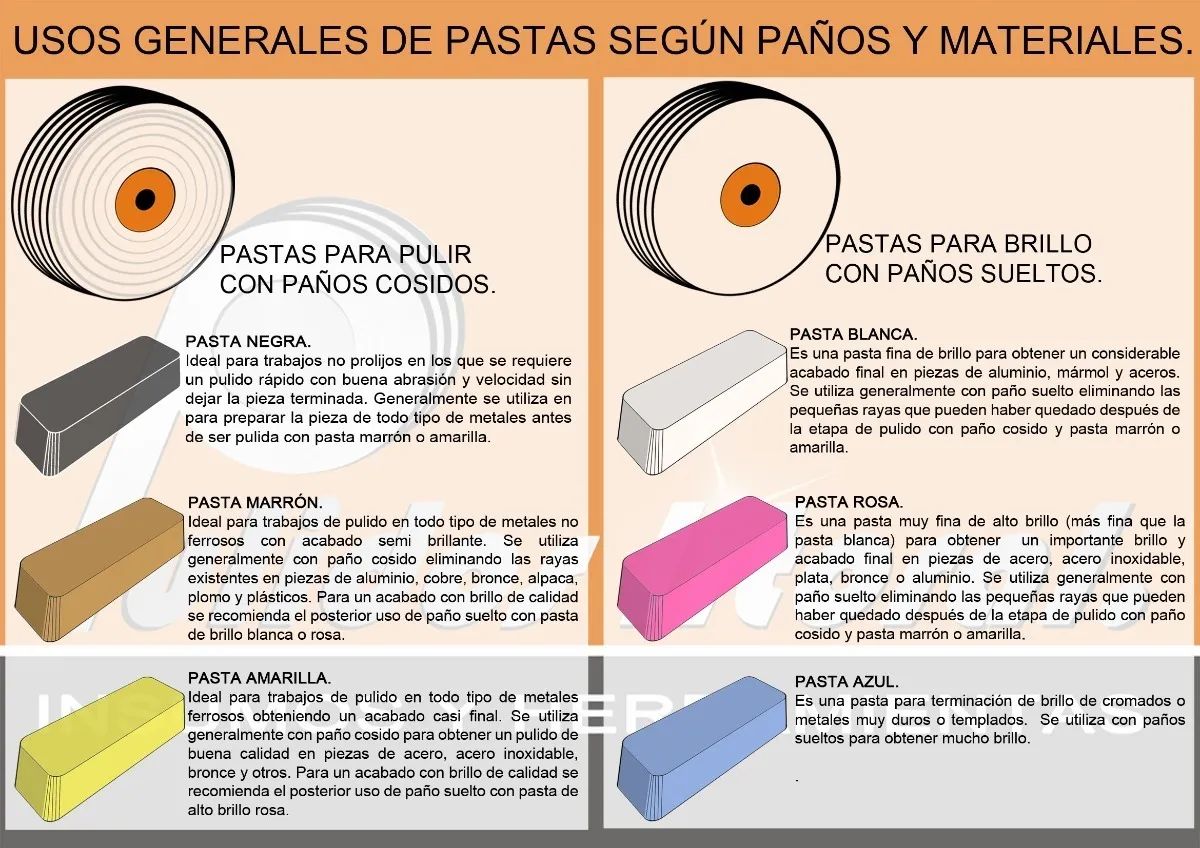 USOS GENERALES DE PASTAS SEGÚN PAÑOS Y MATERIALES.
PASTAS PARA PULIR
CON PAÑOS COSIDOS.
PASTA NEGRA.
Ideal para trabajos no prolijos en los que se requiere
un pulido rápido con buena abrasión y velocidad sin
dejar la pieza terminada. Generalmente se utiliza en
para preparar la pieza de todo tipo de metales antes
de ser pulida con pasta marrón o amarilla.
PASTA MARRÓN.
Ideal para trabajos de pulido en todo tipo de metales no
ferrosos con acabado semi brillante. Se utiliza
generalmente con paño cosido eliminando las rayas
existentes en piezas de aluminio, cobre, bronce, alpaca,
plomo y plásticos. Para un acabado con brillo de calidad
se recomienda el posterior uso de paño suelto con pasta
de brillo blanca o rosa.
PASTA AMARILLA.
Ideal para trabajos de pulido en todo tipo de metales
ferrosos obteniendo un acabado casi final. Se utiliza
generalmente con paño cosido para obtener un pulido de
buena calidad en piezas de acero, acero inoxidable,
bronce y otros. Para un acabado con brillo de calidad se
recomienda el posterior uso de paño suelto con pasta de
alto brillo rosa.
PASTAS PARA BRILLO
CON PAÑOS SUELTOS.
PASTA BLANCA.
Es una pasta fina de brillo para obtener un considerable
acabado final en piezas de aluminio, mármol y aceros.
Se utiliza generalmente con paño suelto eliminando las
pequeñas rayas que pueden haber quedado después de
la etapa de pulido con paño cosido y pasta marrón o
amarilla.
PASTA ROSA.
Es una pasta muy fina de alto brillo (más fina que la
pasta blanca) para obtener un importante brillo y
acabado final en piezas de acero, acero inoxidable,
plata, bronce o aluminio. Se utiliza generalmente con
paño suelto eliminando las pequeñas rayas que pueden
haber quedado después de la etapa de pulido con paño
cosido y pasta marrón o amarilla.
PASTA AZUL.
Es una pasta para terminación de brillo de cromados o
metales muy duros o templados. Se utiliza con paños
sueltos para obtener mucho brillo.
.
INSUMOS Y HERRAMIENTAS